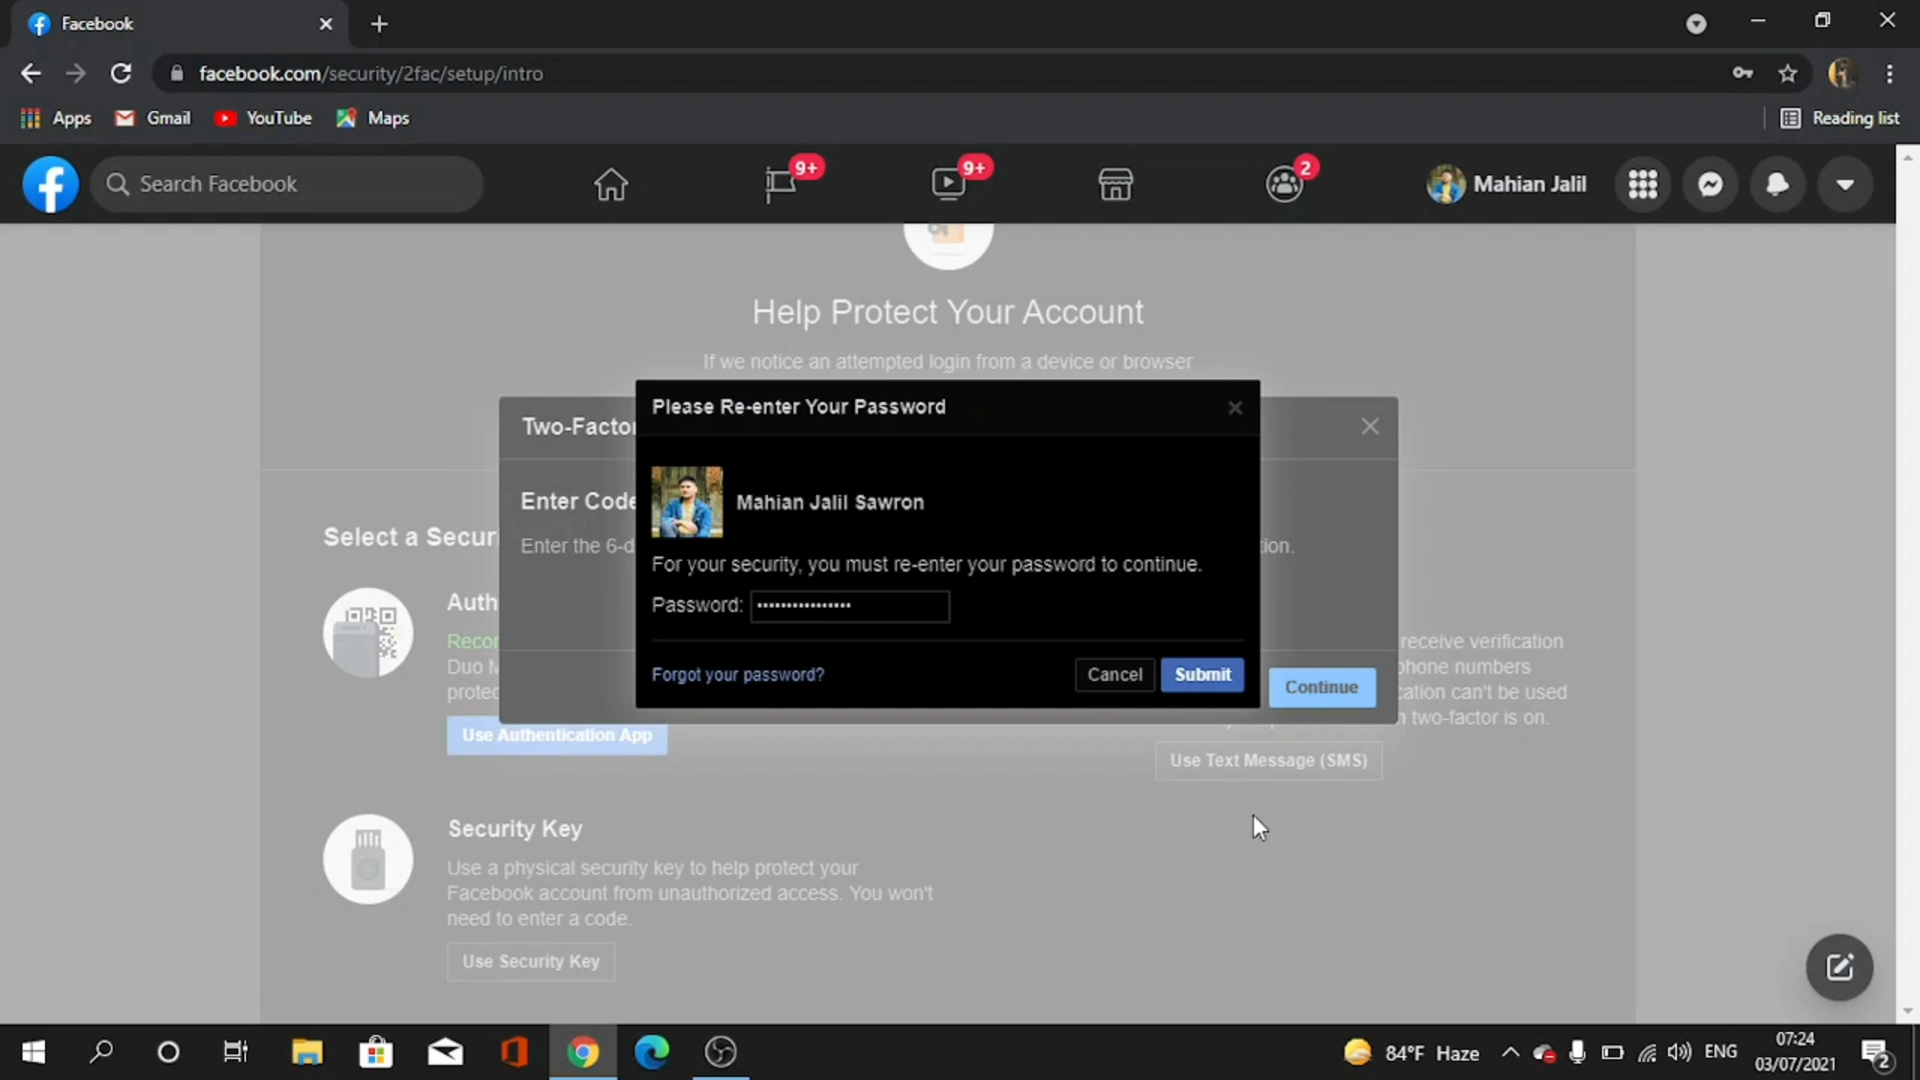 Facebook
facebook.com/security/2fac/setup/intro
Apps Gmail YouTube Maps Reading list
Search Facebook
9+
9+
2
Mahian Jalil
Help Protect Your Account
If we notice an attempted login from a device or browser
Two-Factor
Please Re-enter Your Password
Enter Code
Mahian Jalil Sawron
Enter the 6-d
tion.
For your security, you must re-enter your password to continue.
Password: ••••••••••••••••
Forgot your password?
Cancel
Submit
Continue
Select a Secur
Auth
Recor
Duo M
protec
Use Authentication App
receive verification
phone numbers
cation can't be used
n two-factor is on.
Use Text Message (SMS)
Security Key
Use a physical security key to help protect your
Facebook account from unauthorized access. You won't
need to enter a code.
Use Security Key
84°F Haze
ENG
07:24
03/07/2021
2